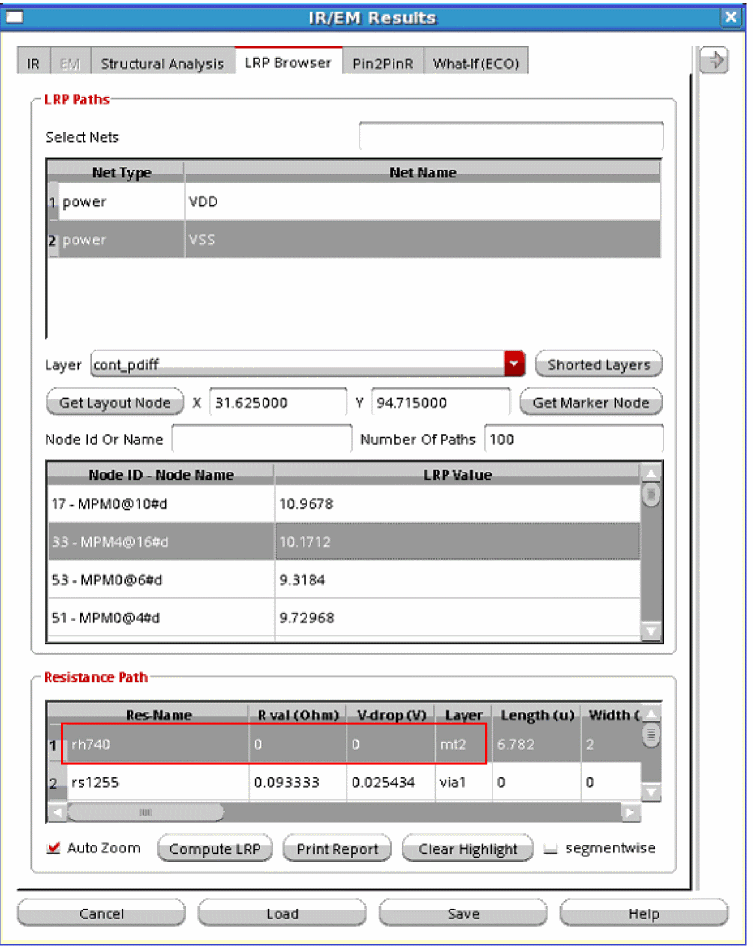 IR/EM Results
IR EM Structural Analysis LRP Browser Pin2PinR What-If(ECO)
LRP Paths
Select Nets
Net Type Net Name
1 power VDD
2 power VSS
Layer cont_pdiff Shorted Layers
Get Layout Node X 31.625000 Y 94.715000 Get Marker Node
Node Id Or Name Number Of Paths 100
Node ID - Node Name LRP Value
17 - MPM0@10#d 10.9678
33 - MPM4@16#d 10.1712
53 - MPM0@6#d 9.3184
51 - MPM0@4#d 9.72968
Resistance Path
Res-Name R val (Ohm) V-drop (V) Layer Length (u) Width (
1 rh740 0 0 mt2 6.782 2
2 rs1255 0.093333 0.025434 via1 0 0
Auto Zoom Compute LRP Print Report Clear Highlight segmentwise
Cancel Load Save Help